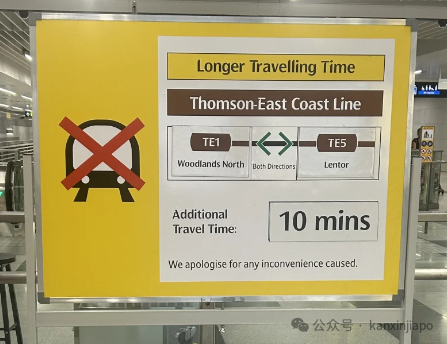 Longer Travelling Time
Thomson-East Coast Line
TE1
TE5
Woodlands North
Both Directions
Lentor
Additional
Travel Time:
10 mins
We apologise for any inconvenience caused.
公众号 · kanxinjiapo